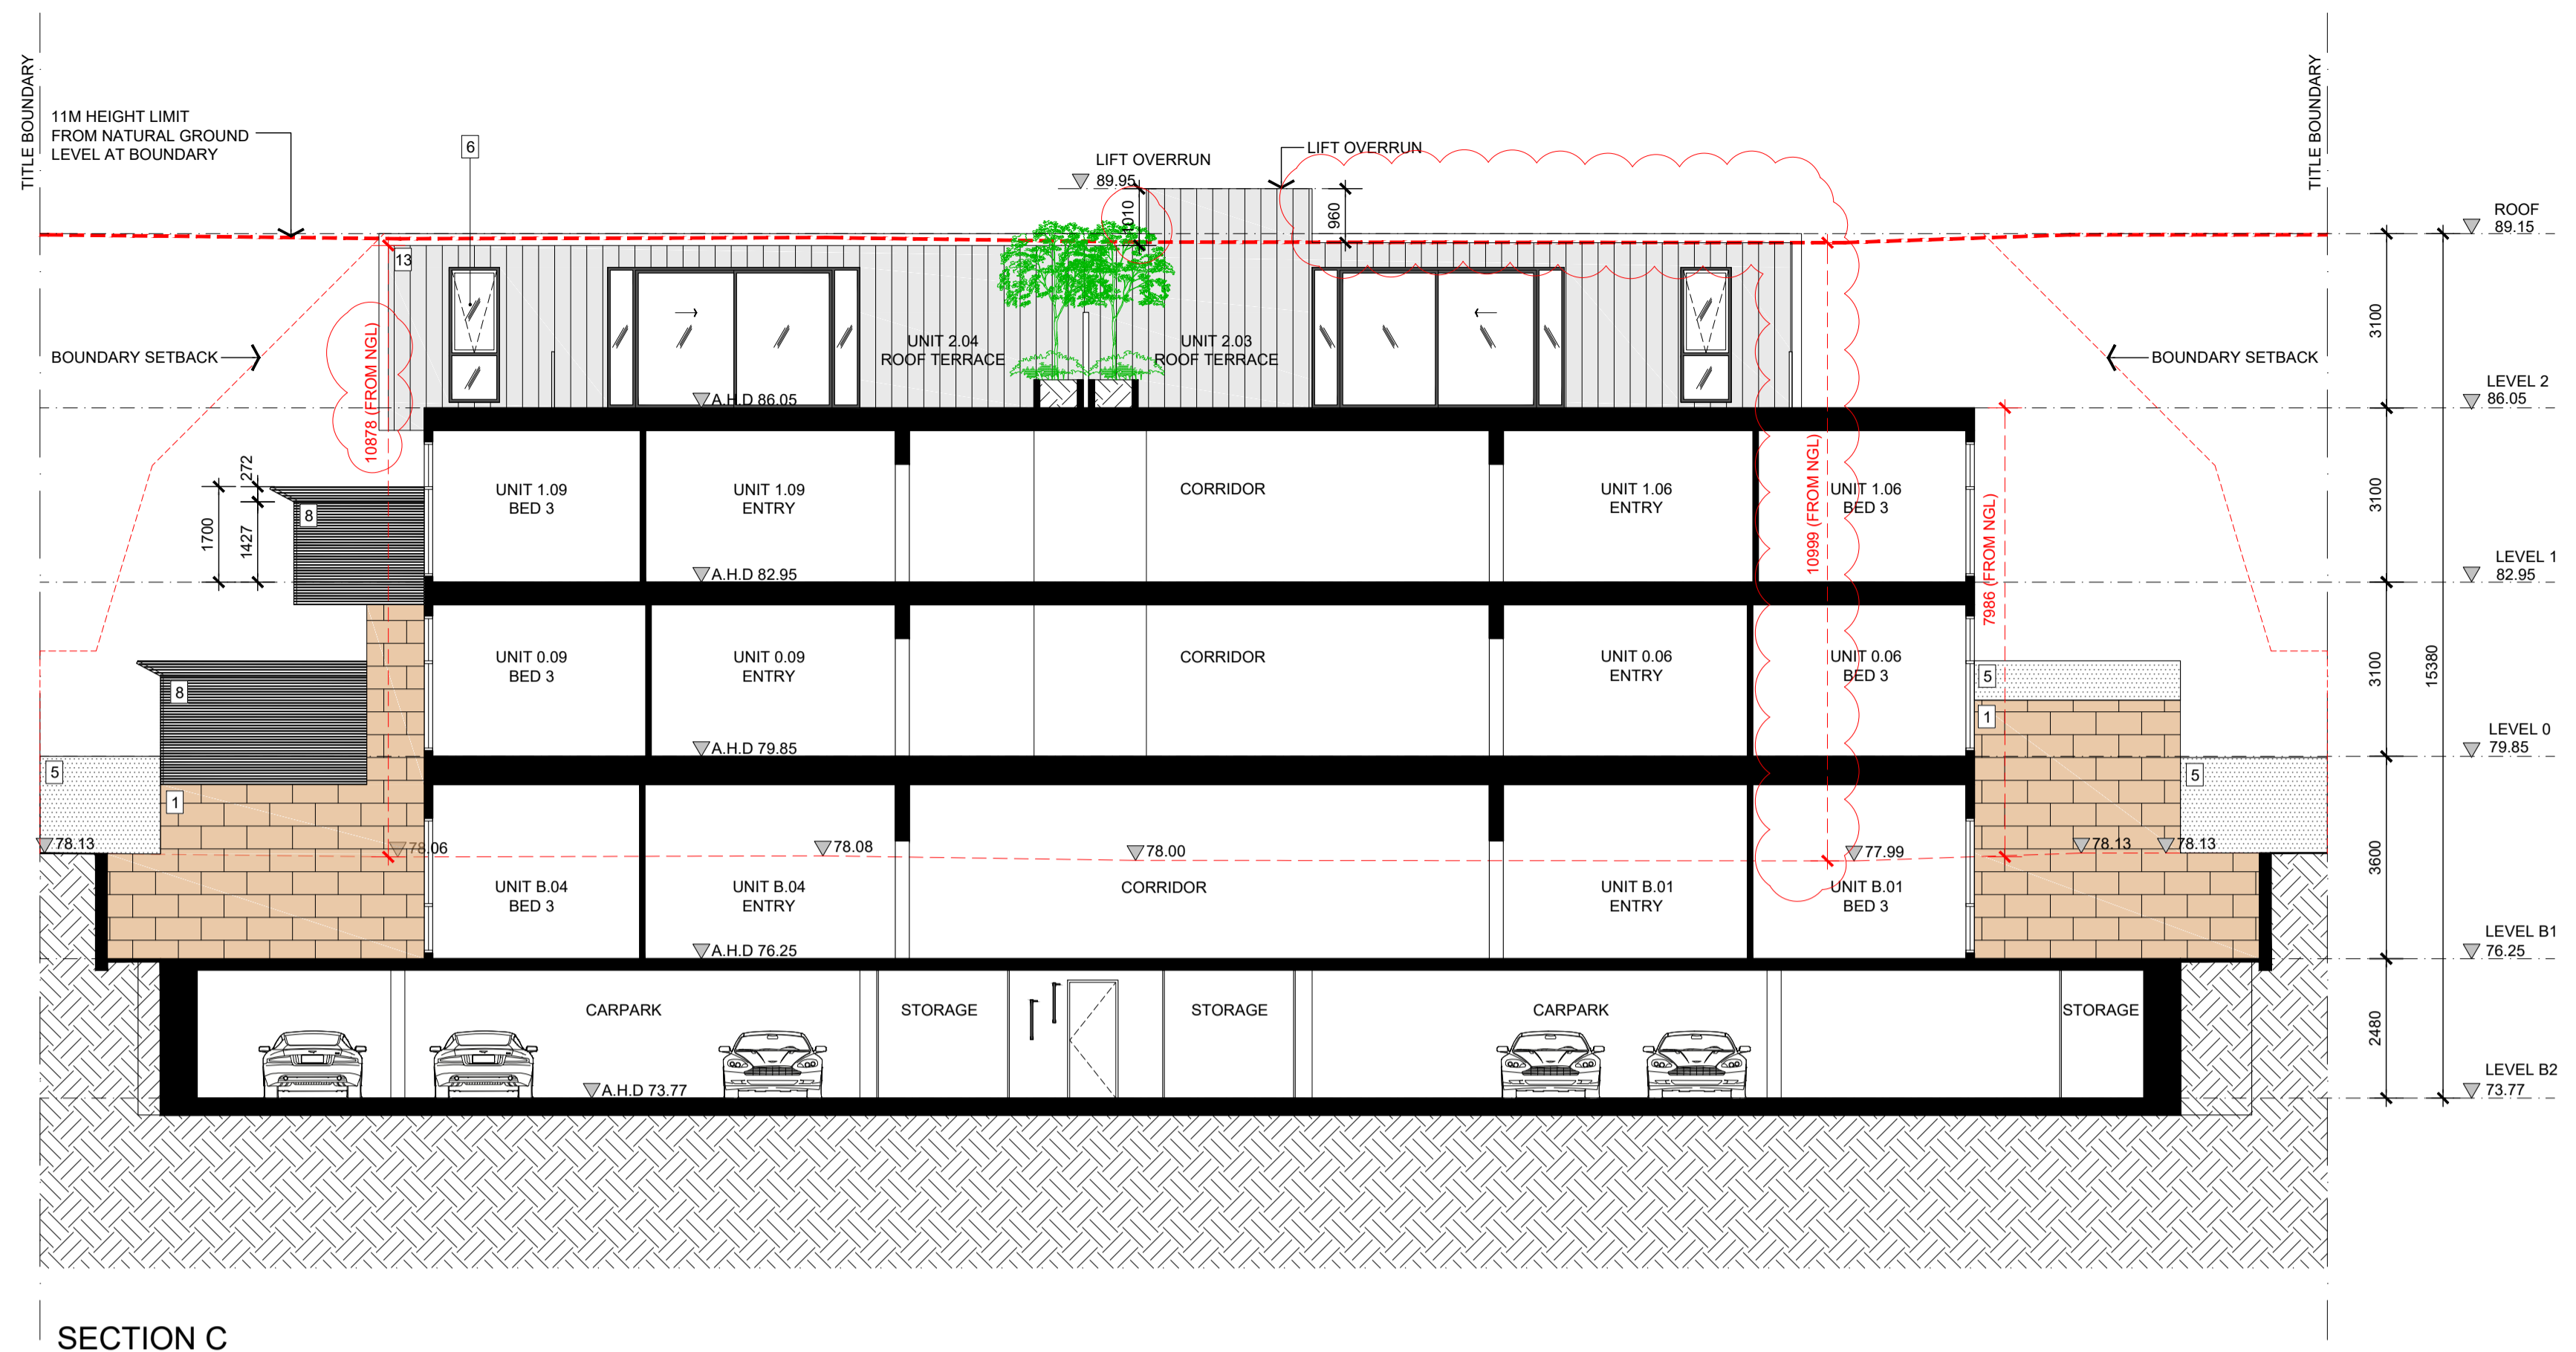 TITLE BOUNDARY
11M HEIGHT LIMIT
FROM NATURAL GROUND
LEVEL AT BOUNDARY
6
LIFT OVERRUN
89.95
LIFT OVERRUN
1010
960
TITLE BOUNDARY
ROOF
89.15
13
BOUNDARY SETBACK
10878 (FROM NGL)
UNIT 2.04
ROOF TERRACE
UNIT 2.03
ROOF TERRACE
BOUNDARY SETBACK
3100
LEVEL 2
86.05
A.H.D 86.05
272
1700
1427
8
UNIT 1.09
BED 3
UNIT 1.09
ENTRY
CORRIDOR
UNIT 1.06
ENTRY
10999 (FROM NGL)
UNIT 1.06
BED 3
7986 (FROM NGL)
3100
LEVEL 1
82.95
A.H.D 82.95
8
UNIT 0.09
BED 3
UNIT 0.09
ENTRY
CORRIDOR
UNIT 0.06
ENTRY
UNIT 0.06
BED 3
5
1
3100
15380
LEVEL 0
79.85
A.H.D 79.85
5
1
5
78.13
78.06
78.08
78.00
77.99
78.13
78.13
3600
UNIT B.04
BED 3
UNIT B.04
ENTRY
CORRIDOR
UNIT B.01
ENTRY
UNIT B.01
BED 3
A.H.D 76.25
LEVEL B1
76.25
CARPARK
STORAGE
STORAGE
CARPARK
STORAGE
2480
A.H.D 73.77
LEVEL B2
73.77
SECTION C